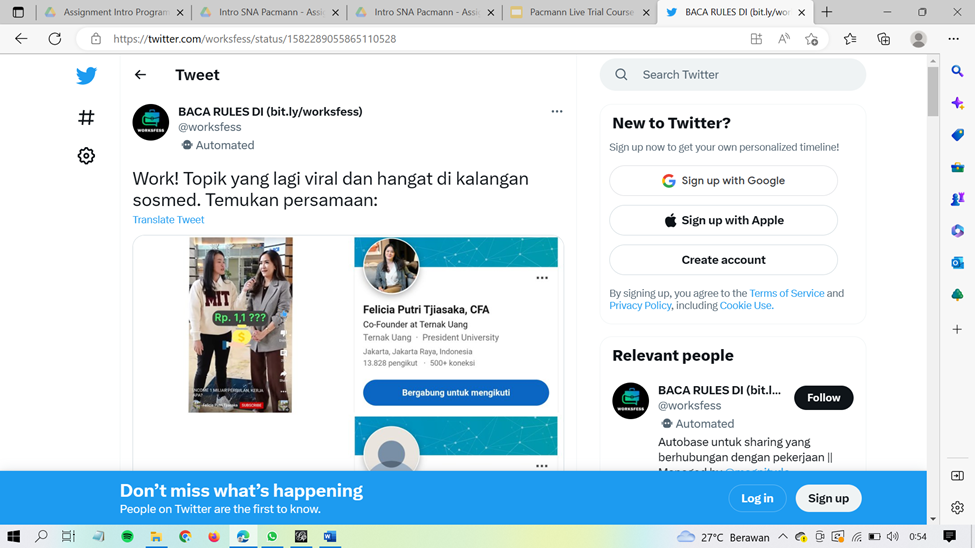 Assignment Intro Program
Intro SNA Pacmann - Assig
Intro SNA Pacmann - Assig
Pacmann Live Trial Course
BACA RULES DI (bit.ly/wor
https://twitter.com/worksfess/status/1582289055865110528
Tweet
Search Twitter
BACA RULES DI (bit.ly/worksfess)
@worksfess
Automated
Work! Topik yang lagi viral dan hangat di kalangan
sosmed. Temukan persamaan:
Translate Tweet
MIT
Rp. 1,1 ???
SUBSCRIBE
Felicia Putri Tjiasaka, CFA
Co-Founder at Ternak Uang
Ternak Uang · President University
Jakarta, Jakarta Raya, Indonesia
13.828 pengikut · 500+ koneksi
Bergabung untuk mengikuti
New to Twitter?
Sign up now to get your own personalized timeline!
Sign up with Google
Sign up with Apple
Create account
By signing up, you agree to the Terms of Service and
Privacy Policy, including Cookie Use.
Relevant people
WORKSFESS
BACA RULES DI (bit.l...
@worksfess
Automated
Follow
Autobase untuk sharing yang
berhubungan dengan pekerjaan ||
Don't miss what's happening
People on Twitter are the first to know.
Log in
Sign up
27°C Berawan
0:54